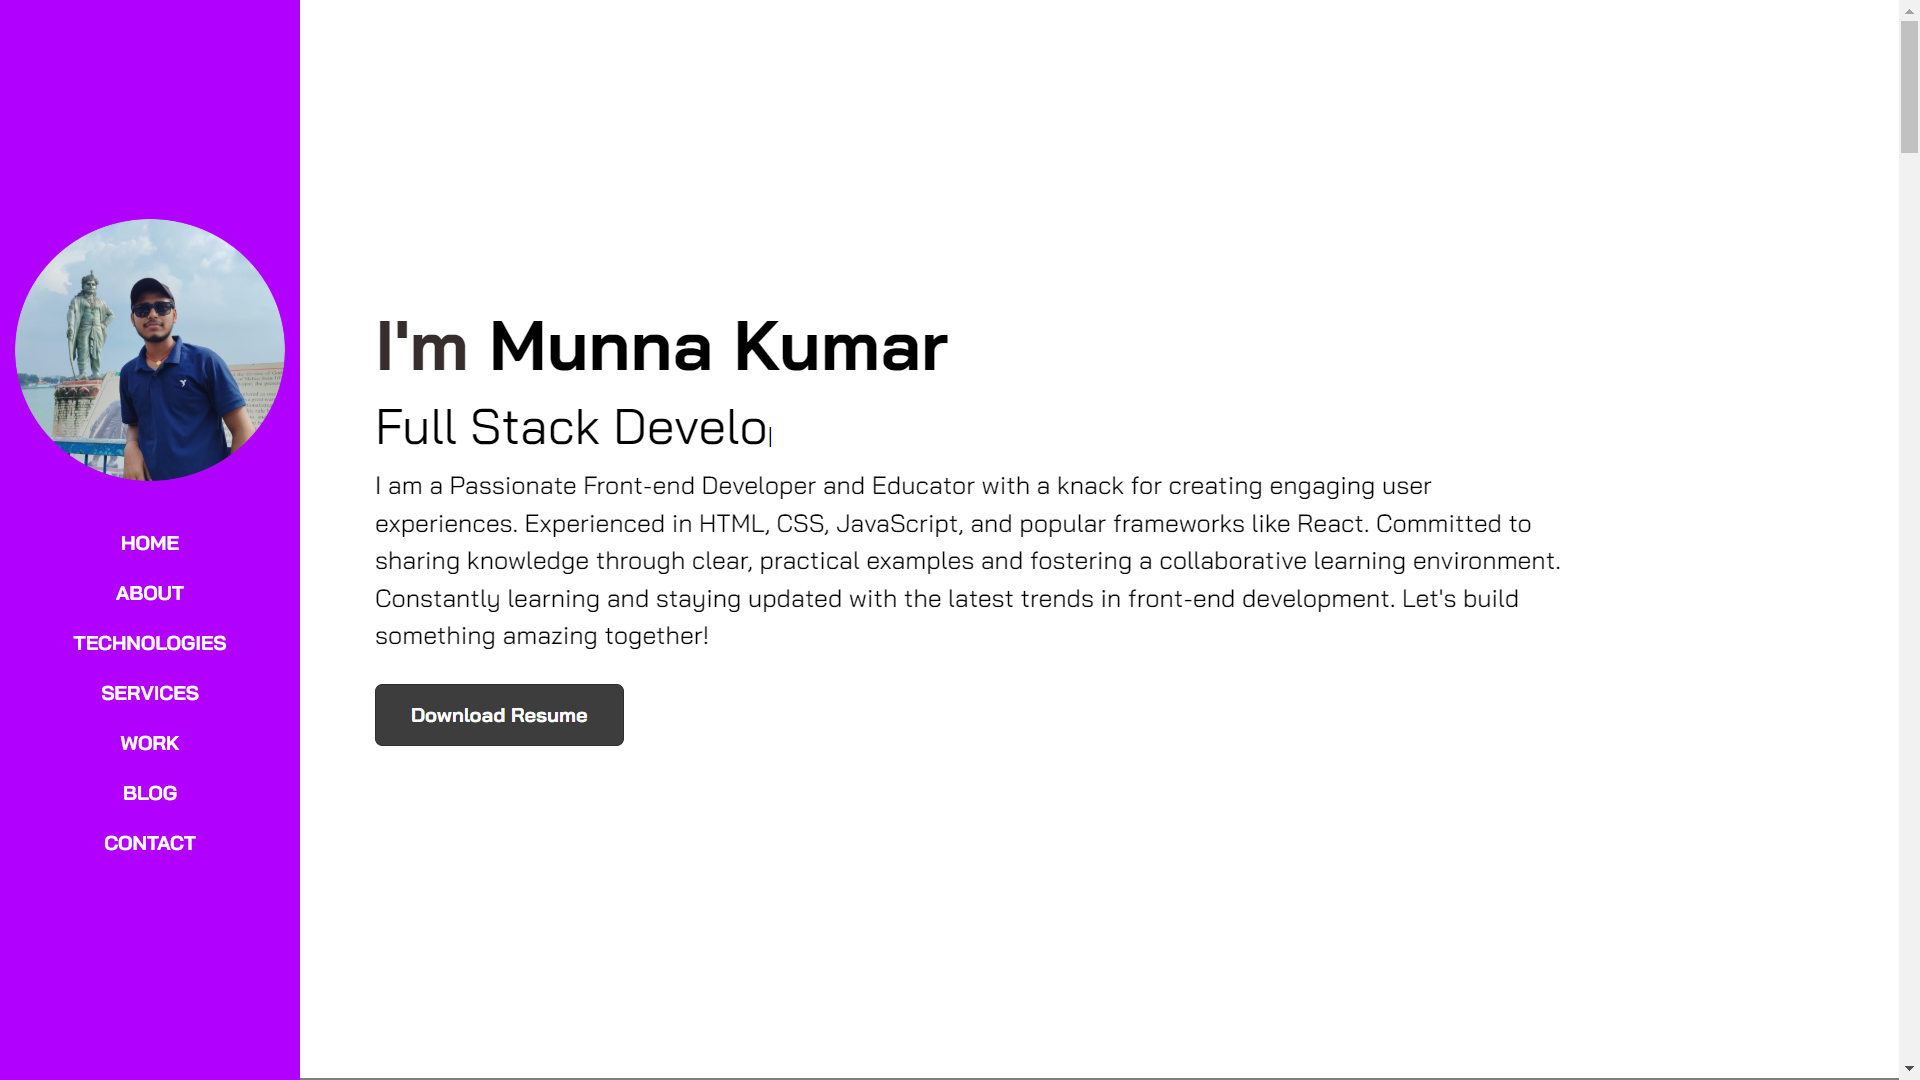 HOME
ABOUT
TECHNOLOGIES
SERVICES
WORK
BLOG
CONTACT
I'm Munna Kumar
Full Stack Develo
I am a Passionate Front-end Developer and Educator with a knack for creating engaging user
experiences. Experienced in HTML, CSS, JavaScript, and popular frameworks like React. Committed to
sharing knowledge through clear, practical examples and fostering a collaborative learning environment.
Constantly learning and staying updated with the latest trends in front-end development. Let's build
something amazing together!
Download Resume